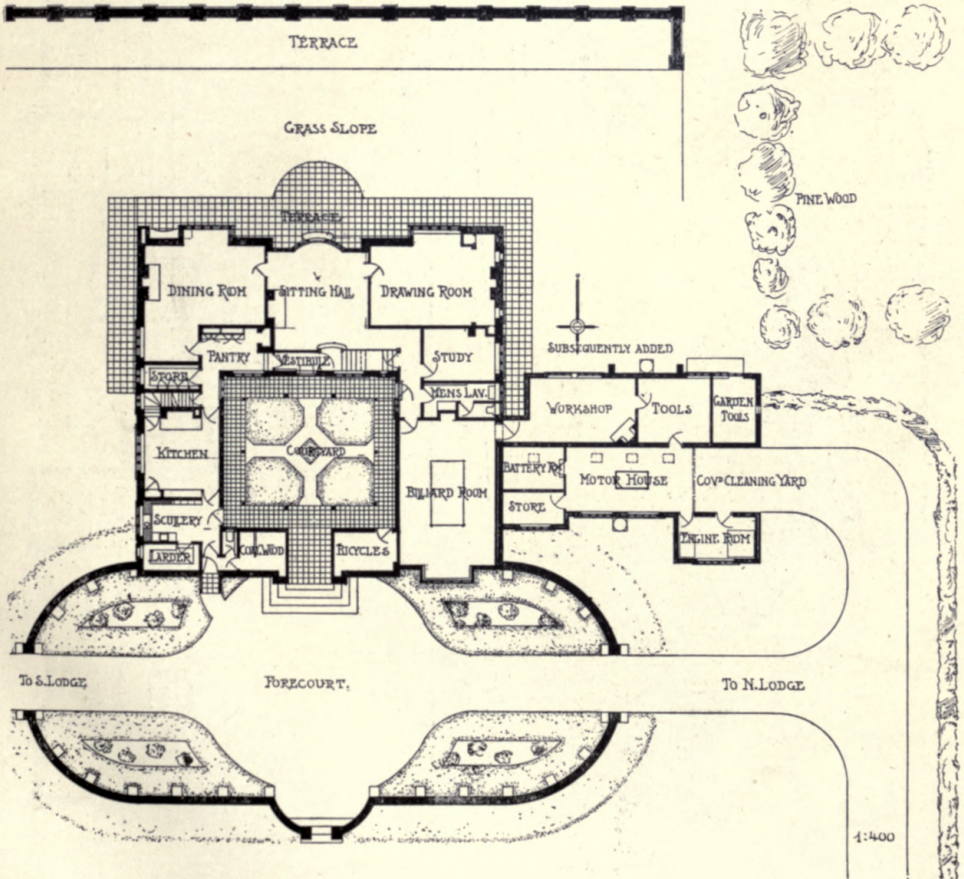 TERRACE
GRASS SLOPE
PINE WOOD
TERRACE
DINING ROOM
SITTING HALL
DRAWING ROOM
SUBSEQUENTLY ADDED
PANTRY
VESTIBULE
STUDY
STORE
MENS LAV.
WORKSHOP
TOOLS
GARDEN TOOLS
KITCHEN
COURTYARD
BILLIARD ROOM
BATTERY RM
MOTOR HOUSE
COVD CLEANING YARD
STORE
SCULLERY
COAL WOOD
BICYCLES
ENGINE ROOM
LARDER
TO S. LODGE
FORECOURT.
TO N. LODGE
1:400